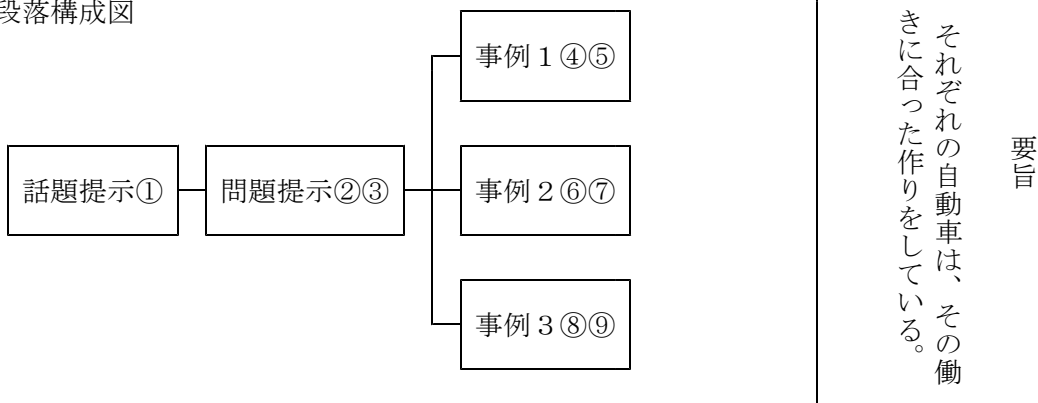 要旨
それぞれの自動車は、その働
きに合った作りをしている。
段落構成図
話題提示①
問題提示②③
事例１④⑤
事例２⑥⑦
事例３⑧⑨